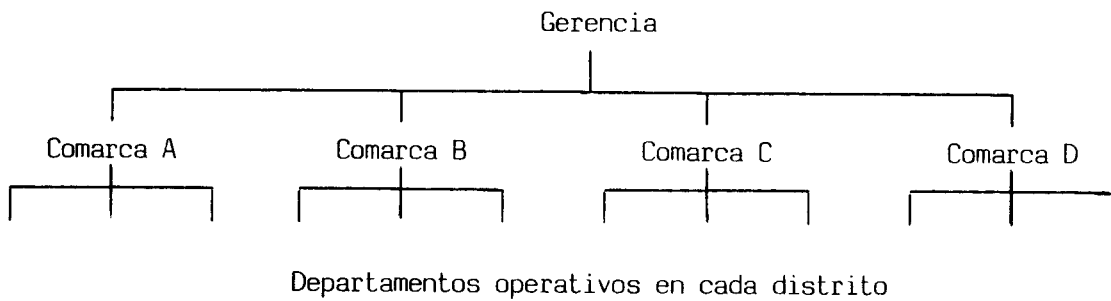 Gerencia
Comarca A Comarca B Comarca C Comarca D
Departamentos operativos en cada distrito